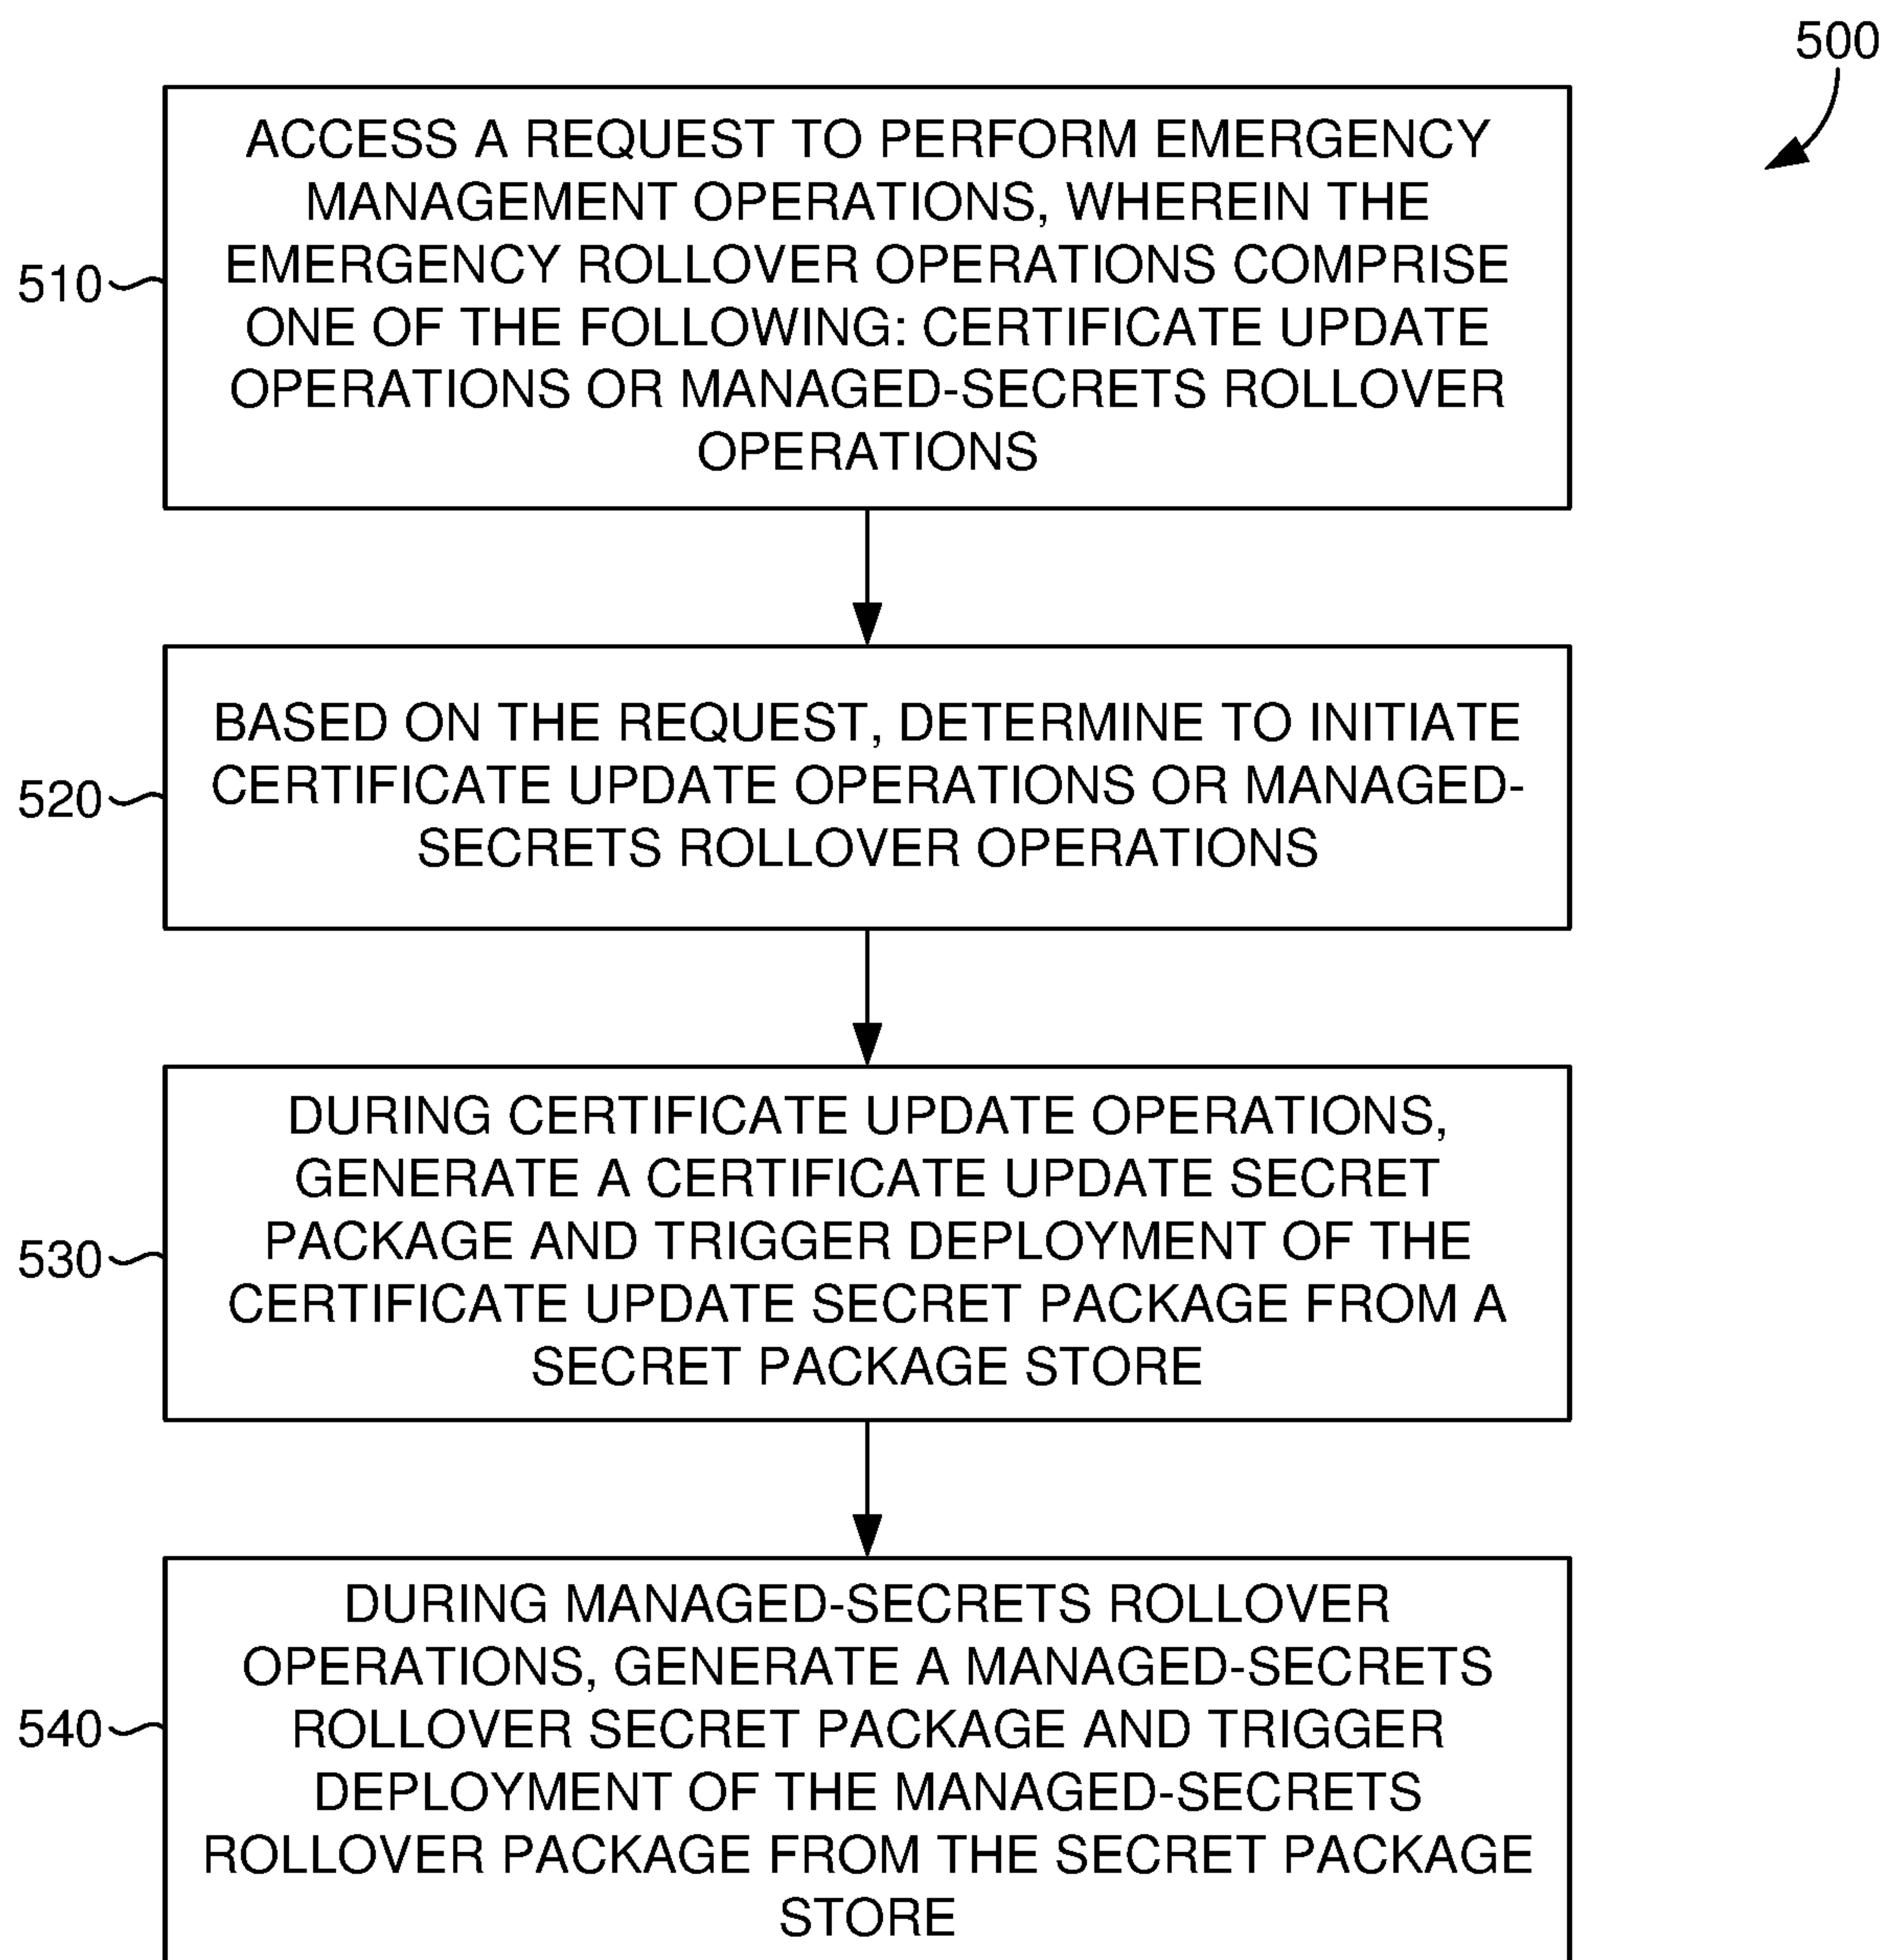 500
ACCESS A REQUEST TO PERFORM EMERGENCY
MANAGEMENT OPERATIONS, WHEREIN THE
EMERGENCY ROLLOVER OPERATIONS COMPRISE
ONE OF THE FOLLOWING: CERTIFICATE UPDATE
OPERATIONS OR MANAGED-SECRETS ROLLOVER
OPERATIONS
510
BASED ON THE REQUEST, DETERMINE TO INITIATE
CERTIFICATE UPDATE OPERATIONS OR MANAGED-
SECRETS ROLLOVER OPERATIONS
520
DURING CERTIFICATE UPDATE OPERATIONS,
GENERATE A CERTIFICATE UPDATE SECRET
PACKAGE AND TRIGGER DEPLOYMENT OF THE
CERTIFICATE UPDATE SECRET PACKAGE FROM A
SECRET PACKAGE STORE
530
DURING MANAGED-SECRETS ROLLOVER
OPERATIONS, GENERATE A MANAGED-SECRETS
ROLLOVER SECRET PACKAGE AND TRIGGER
DEPLOYMENT OF THE MANAGED-SECRETS
ROLLOVER PACKAGE FROM THE SECRET PACKAGE
STORE
540